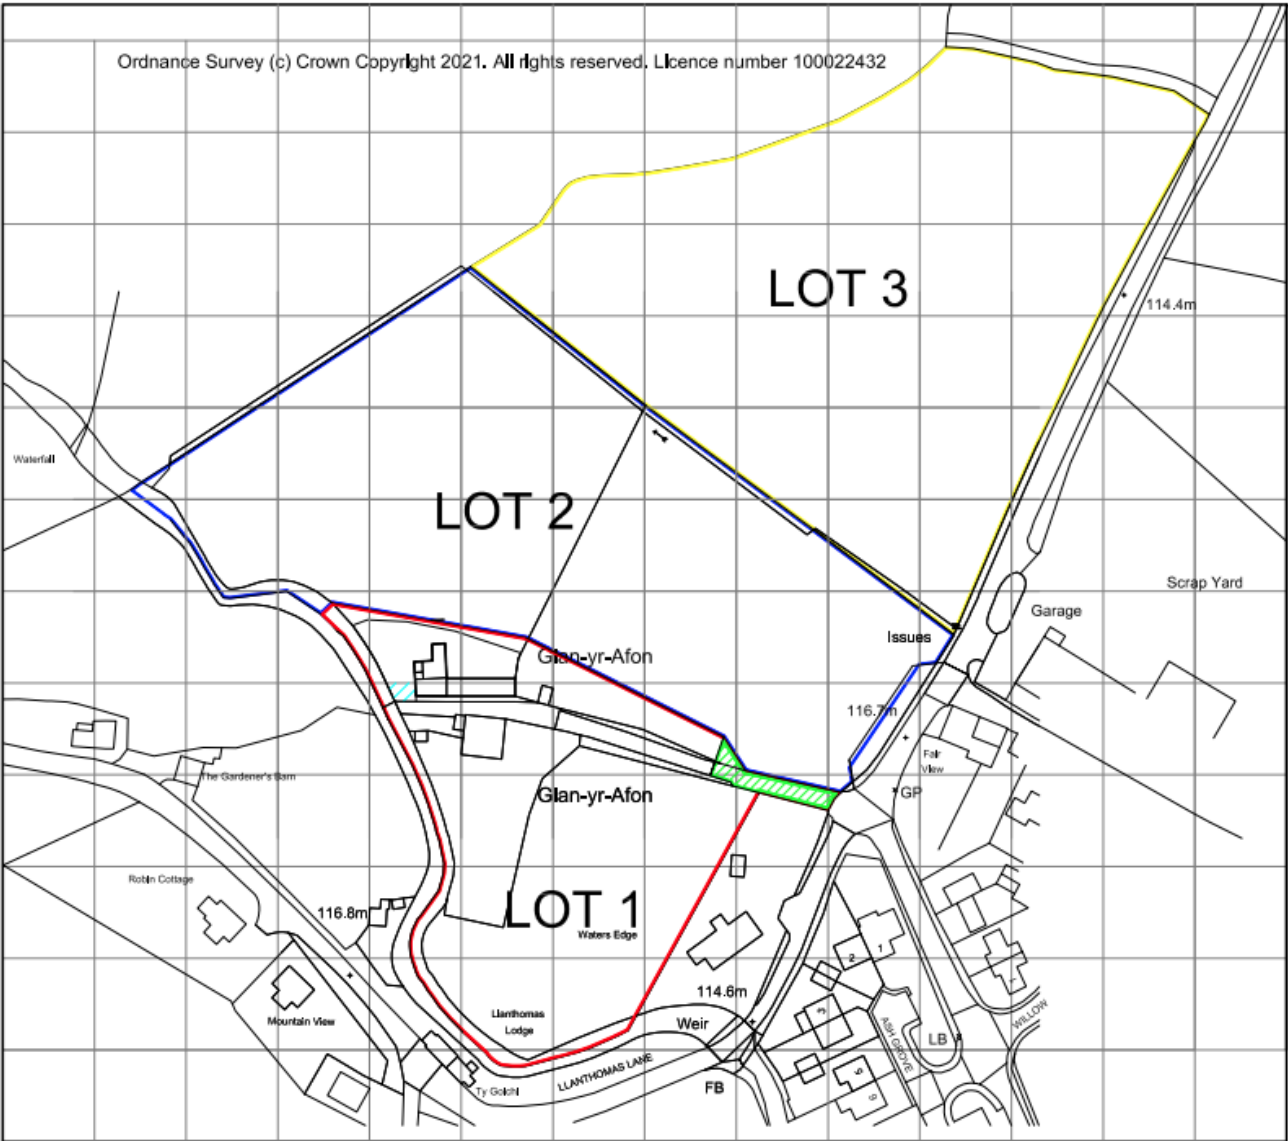 Ordnance Survey (c) Crown Copyright 2021. All rights reserved. Licence number 100022432
LOT 3
114.4m
Waterfall
LOT 2
Scrap Yard
Garage
Issues
Glan-yr-Afon
116.7m
Fair
View
The Gardener's Barn
GP
Glan-yr-Afon
Robin Cottage
116.8m
LOT 1
Waters Edge
1
2
114.6m
1
Mountain View
Llanthomas
Lodge
Weir
3
ASH GROVE
LB
WILLOW
LLANTHOMAS LANE
Ty Golchi
FB